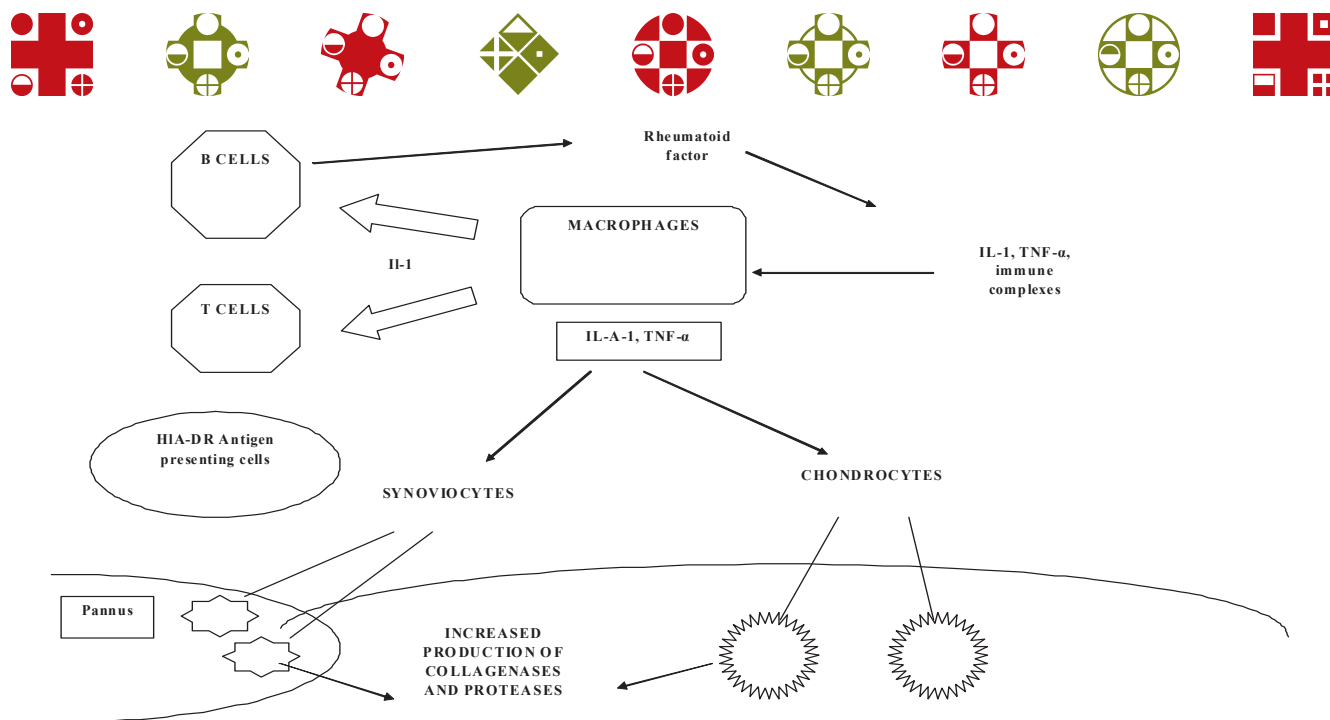 B CELLS
Rheumatoid
factor
MACROPHAGES
Il-1
IL-1, TNF-α,
immune
complexes
T CELLS
IL-A-1, TNF-α
HlA-DR Antigen
presenting cells
SYNOVIOCYTES
CHONDROCYTES
Pannus
INCREASED
PRODUCTION OF
COLLAGENASES
AND PROTEASES